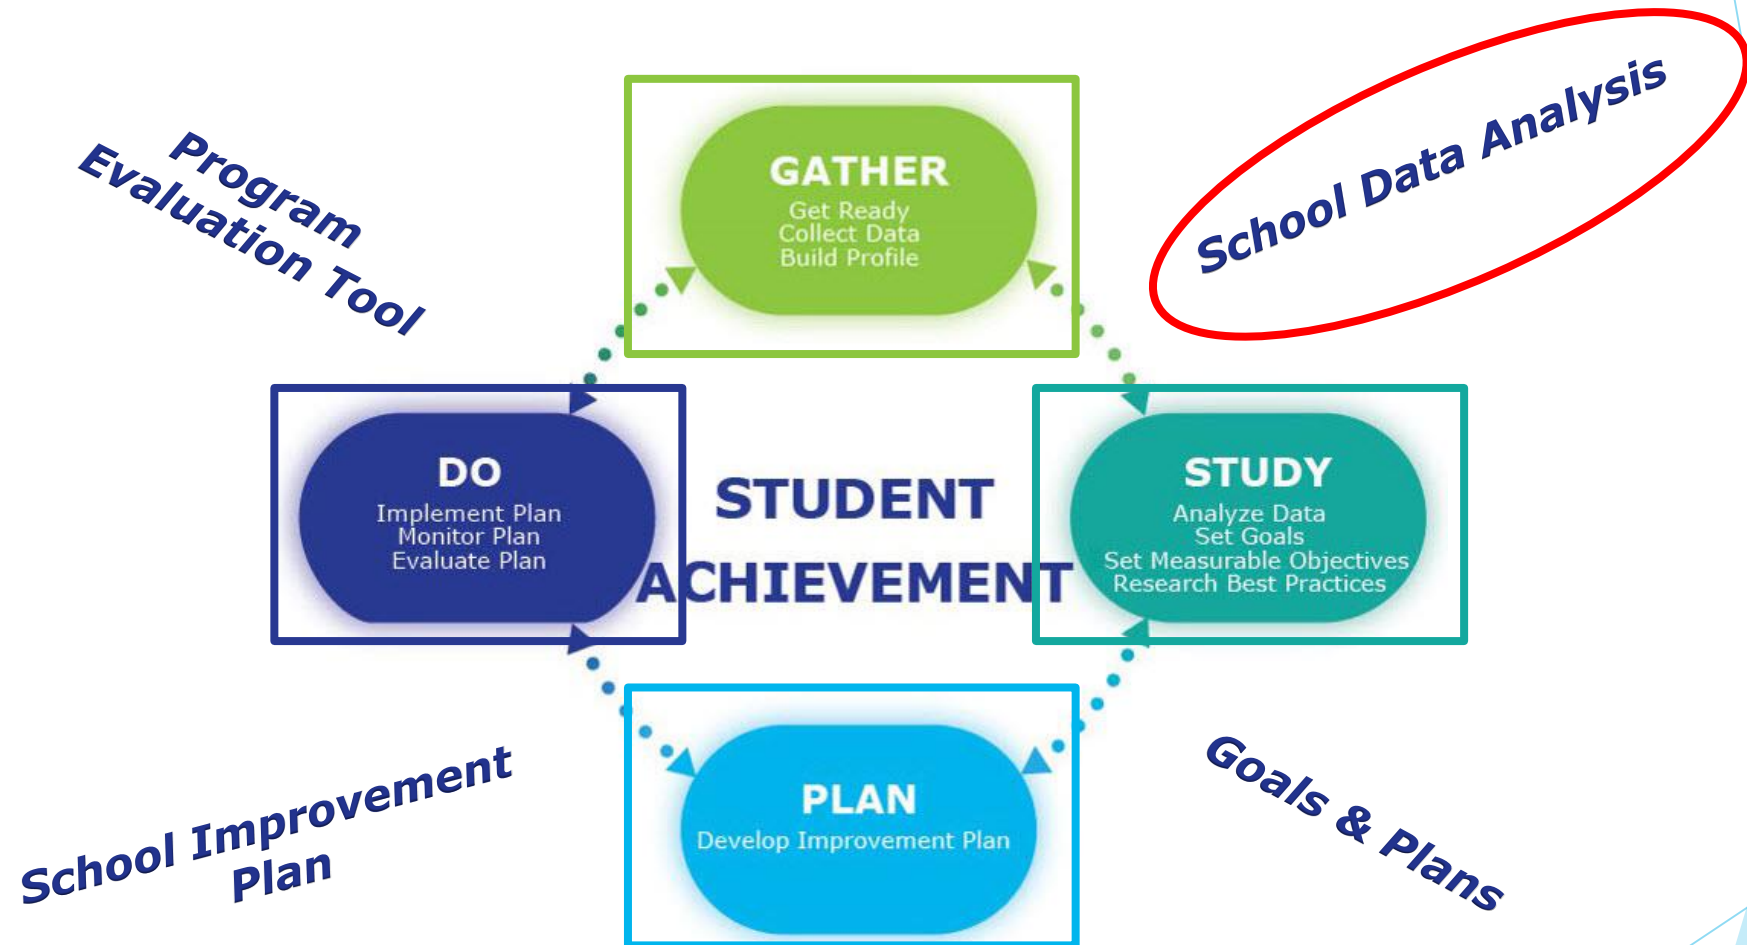 Program
Evaluation Tool
GATHER
Get Ready
Collect Data
Build Profile
School Data Analysis
DO
Implement Plan
Monitor Plan
Evaluate Plan
STUDENT
ACHIEVEMENT
STUDY
Analyze Data
Set Goals
Set Measurable Objectives
Research Best Practices
School Improvement
Plan
PLAN
Develop Improvement Plan
Goals & Plans